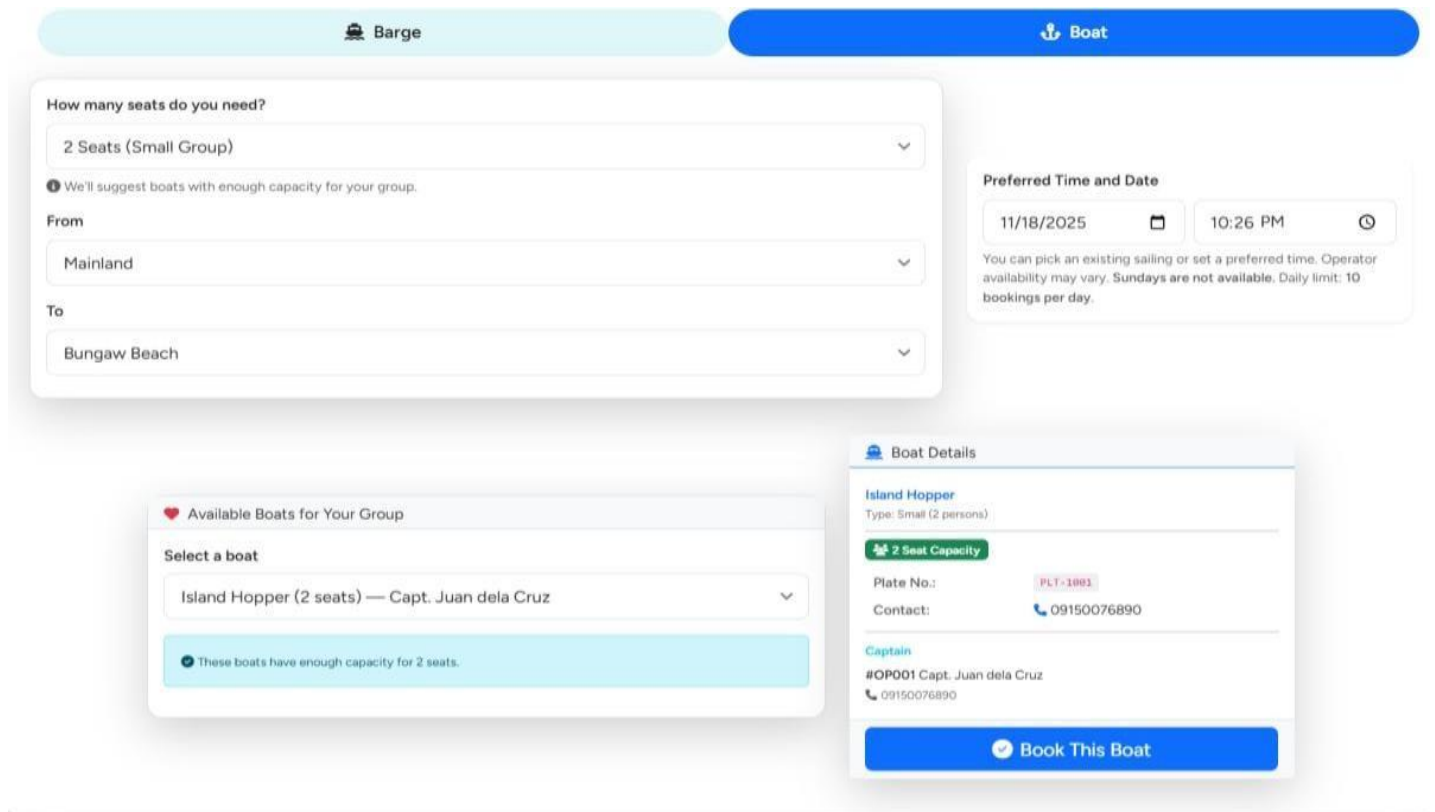 Barge
Boat
How many seats do you need?
2 Seats (Small Group)
We'll suggest boats with enough capacity for your group.
From
Mainland
To
Bungaw Beach
Preferred Time and Date
11/18/2025
10:26 PM
You can pick an existing sailing or set a preferred time. Operator
availability may vary. Sundays are not available. Daily limit: 10
bookings per day.
Available Boats for Your Group
Select a boat
Island Hopper (2 seats) — Capt. Juan dela Cruz
These boats have enough capacity for 2 seats.
Boat Details
Island Hopper
Type: Small (2 persons)
2 Seat Capacity
Plate No.: PLT-1001
Contact: 09150076890
Captain
#OP001 Capt. Juan dela Cruz
09150076890
Book This Boat